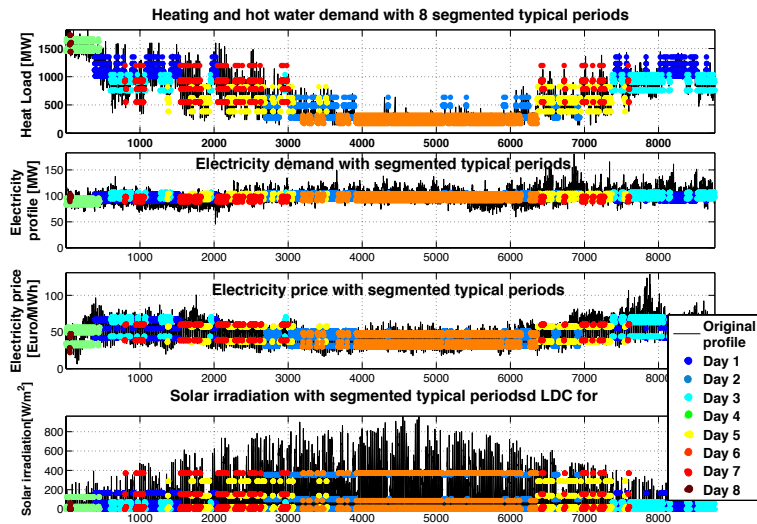 Heating and hot water demand with 8 segmented typical periods
Heat Load [MW]
1500
1000
500
0
1000 2000 3000 4000 5000 6000 7000 8000
Electricity demand with segmented typical periods
Electricity
profile [MW]
150
100
50
0
1000 2000 3000 4000 5000 6000 7000 8000
Electricity price with segmented typical periods
Electricity price
[Euro/MWh]
100
50
0
1000 2000 3000 4000 5000 6000 7000 8000
Solar irradiation with segmented typical periodsd LDC for
Solar irradiation[W/m²]
800
600
400
200
0
1000 2000 3000 4000 5000 6000 7000 8000
Original
profile
Day 1
Day 2
Day 3
Day 4
Day 5
Day 6
Day 7
Day 8